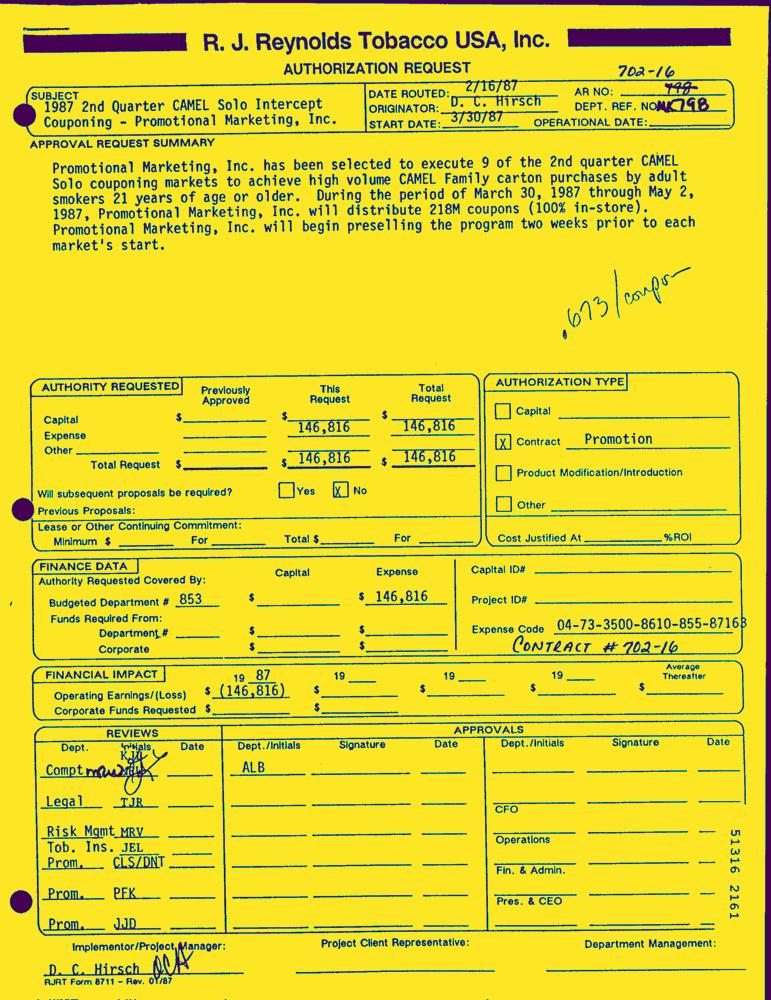 R. J. Reynolds Tobacco USA, Inc.
AUTHORIZATION REQUEST
702-16
SUBJECT
1987 2nd Quarter CAMEL Solo Intercept
Couponing - Promotional Marketing, Inc.
DATE ROUTED: 2/16/87
ORIGINATOR: D. C. Hirsch
START DATE: 3/30/87
AR NO: 798
DEPT. REF. NO. 798
OPERATIONAL DATE:
APPROVAL REQUEST SUMMARY
Promotional Marketing, Inc. has been selected to execute 9 of the 2nd quarter CAMEL
Solo couponing markets to achieve high volume CAMEL Family carton purchases by adult
smokers 21 years of age or older. During the period of March 30, 1987 through May 2,
1987, Promotional Marketing, Inc. will distribute 218M coupons (100% in-store).
Promotional Marketing, Inc. will begin preselling the program two weeks prior to each
market's start.
.673/coupon
AUTHORITY REQUESTED
Previously Approved This Request Total Request
Capital $ $ $
Expense 146,816 146,816
Other
Total Request $ $ 146,816 $ 146,816
Will subsequent proposals be required? Yes X No
Previous Proposals:
Lease or Other Continuing Commitment:
Minimum $ For Total $ For
AUTHORIZATION TYPE
Capital
X Contract Promotion
Product Modification/Introduction
Other
Cost Justified At %ROI
FINANCE DATA
Authority Requested Covered By:
Capital Expense
Budgeted Department # 853 $ $ 146,816
Funds Required From:
Department # $ $
Corporate $ $
Capital ID#
Project ID#
Expense Code 04-73-3500-8610-855-87163
CONTRACT # 702-16
FINANCIAL IMPACT
19 87 19 19 19 Average Thereafter
Operating Earnings/(Loss) $ (146,816) $ $ $ $
Corporate Funds Requested $ $
REVIEWS
Dept. Initials Date
Compt
Legal TJR
Risk Mgmt MRV
Tob. Ins. JEL
Prom. CLS/DNT
Prom. PFK
Prom. JJD
APPROVALS
Dept./Initials Signature Date Dept./Initials Signature Date
ALB
CFO
Operations
Fin. & Admin.
Pres. & CEO
51316 2161
Implementor/Project Manager: Project Client Representative: Department Management:
D. C. Hirsch
RJRT Form 8711 - Rev. 01/87